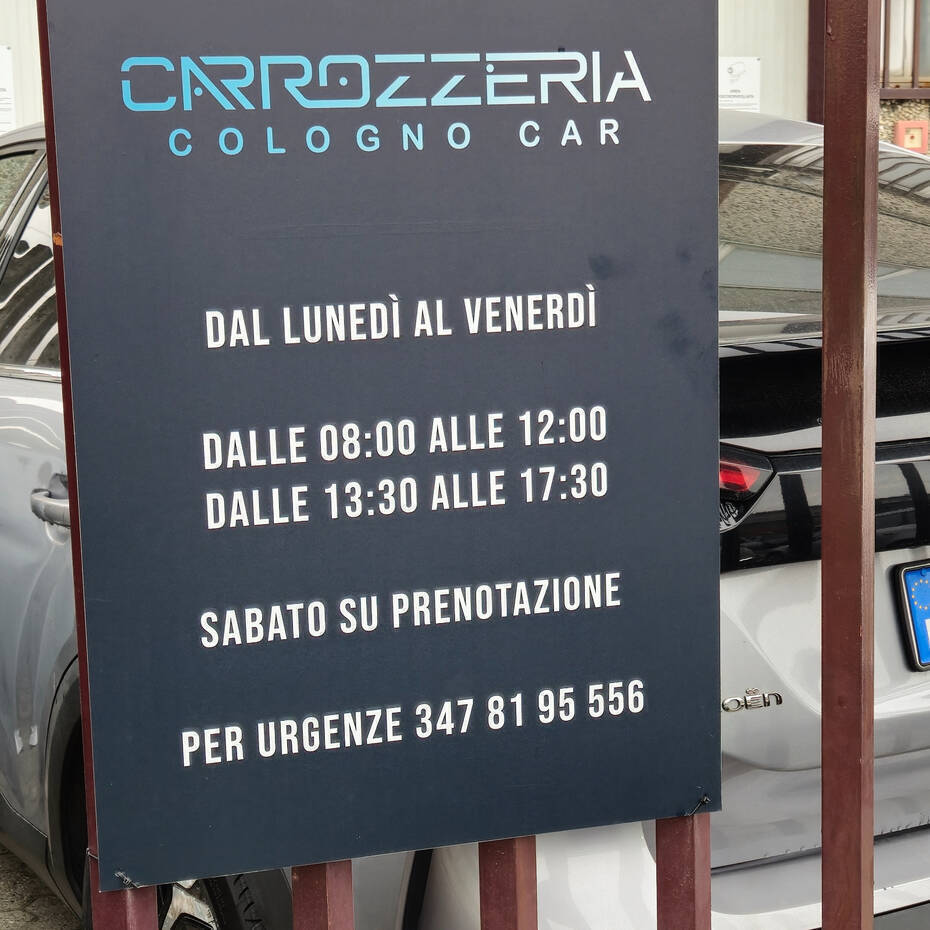 CARROZZERIA
COLOGNO CAR
DAL LUNEDÌ AL VENERDÌ
DALLE 08:00 ALLE 12:00
DALLE 13:30 ALLE 17:30
SABATO SU PRENOTAZIONE
PER URGENZE 347 81 95 556